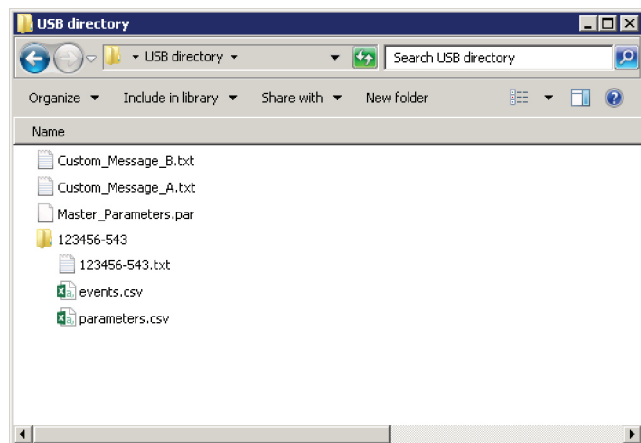 USB directory
USB directory Search USB directory
Organize Include in library Share with New folder
Name
Custom_Message_B.txt
Custom_Message_A.txt
Master_Parameters.par
123456-543
123456-543.txt
events.csv
parameters.csv